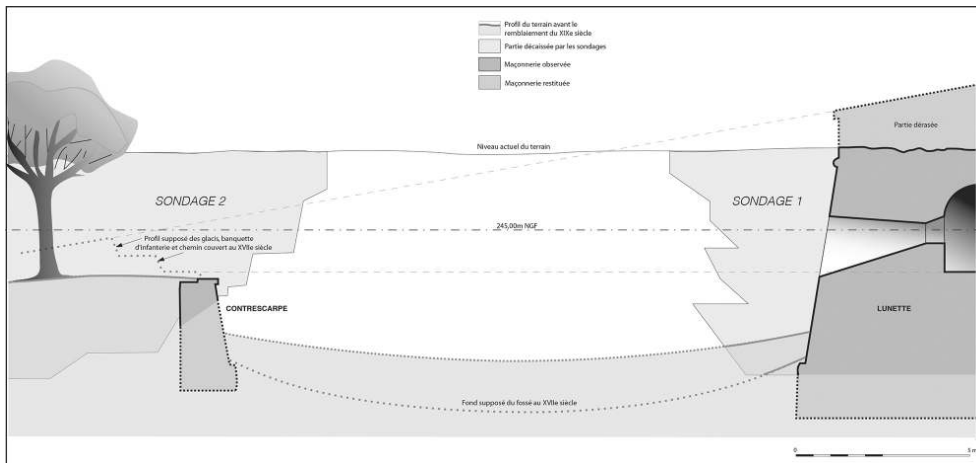 Profil du terrain avant le
remblaiement du XIXe siècle
Partie décaissée par les sondages
Maçonnerie observée
Maçonnerie restituée
Partie dérasée
Niveau actuel du terrain
SONDAGE 2
SONDAGE 1
245,00m NGF
Profil supposé des glacis, banquette
d'infanterie et chemin couvert au XVIIe siècle
CONTRESCARPE
LUNETTE
Fond supposé du fossé au XVIIe siècle
0
5 m